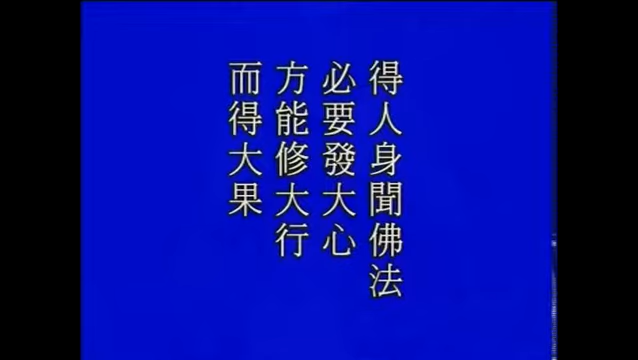 得人身聞佛法
必要發大心
方能修大行
而得大果